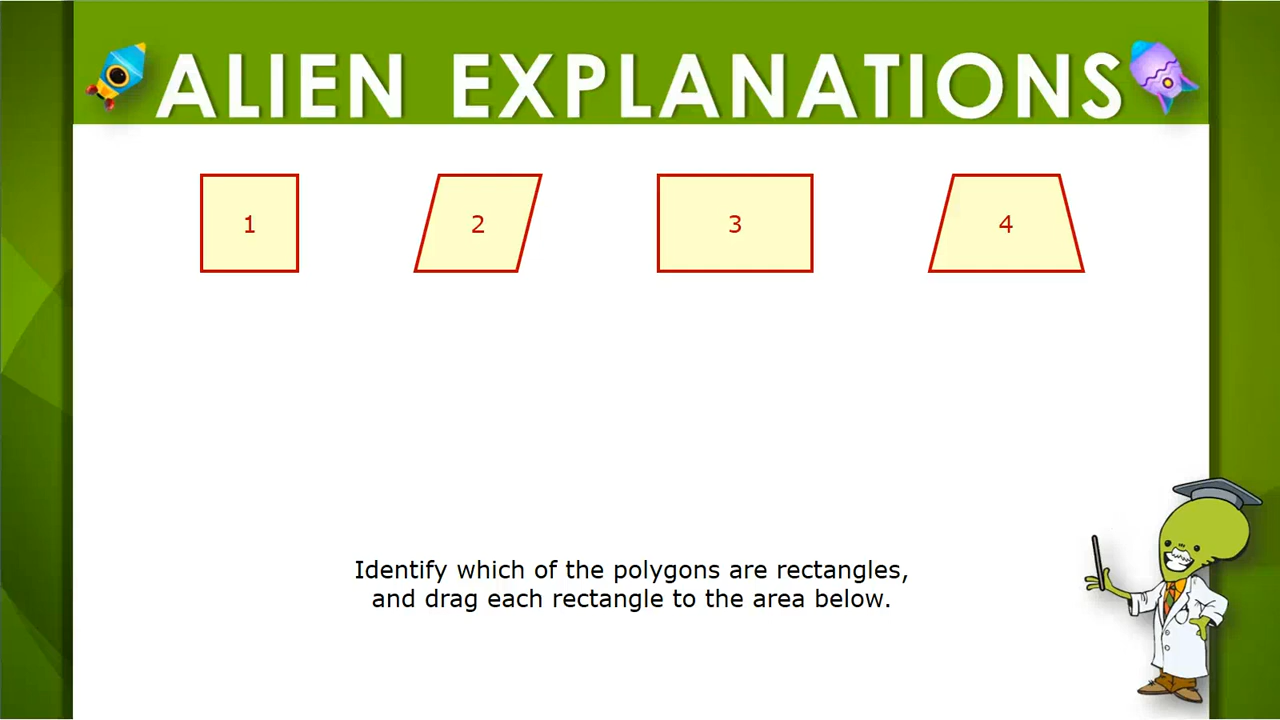 ALIEN EXPLANATIONS
1
2
3
4
Identify which of the polygons are rectangles,
and drag each rectangle to the area below.